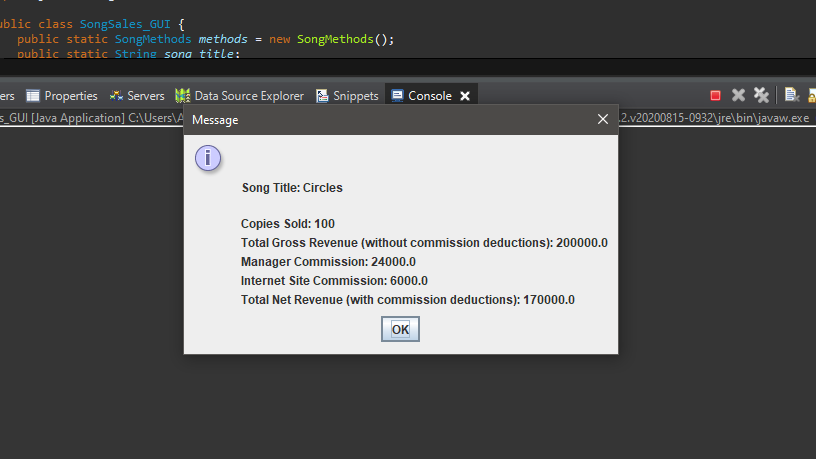 ublic class SongSales_GUI {
public static SongMethods methods = new SongMethods();
public static String song title;
ers Properties Servers Data Source Explorer Snippets Console
s_GUI [Java Application] C:\Users\A .2.v20200815-0932\jre\bin\javaw.exe
Message
Song Title: Circles
Copies Sold: 100
Total Gross Revenue (without commission deductions): 200000.0
Manager Commission: 24000.0
Internet Site Commission: 6000.0
Total Net Revenue (with commission deductions): 170000.0
OK